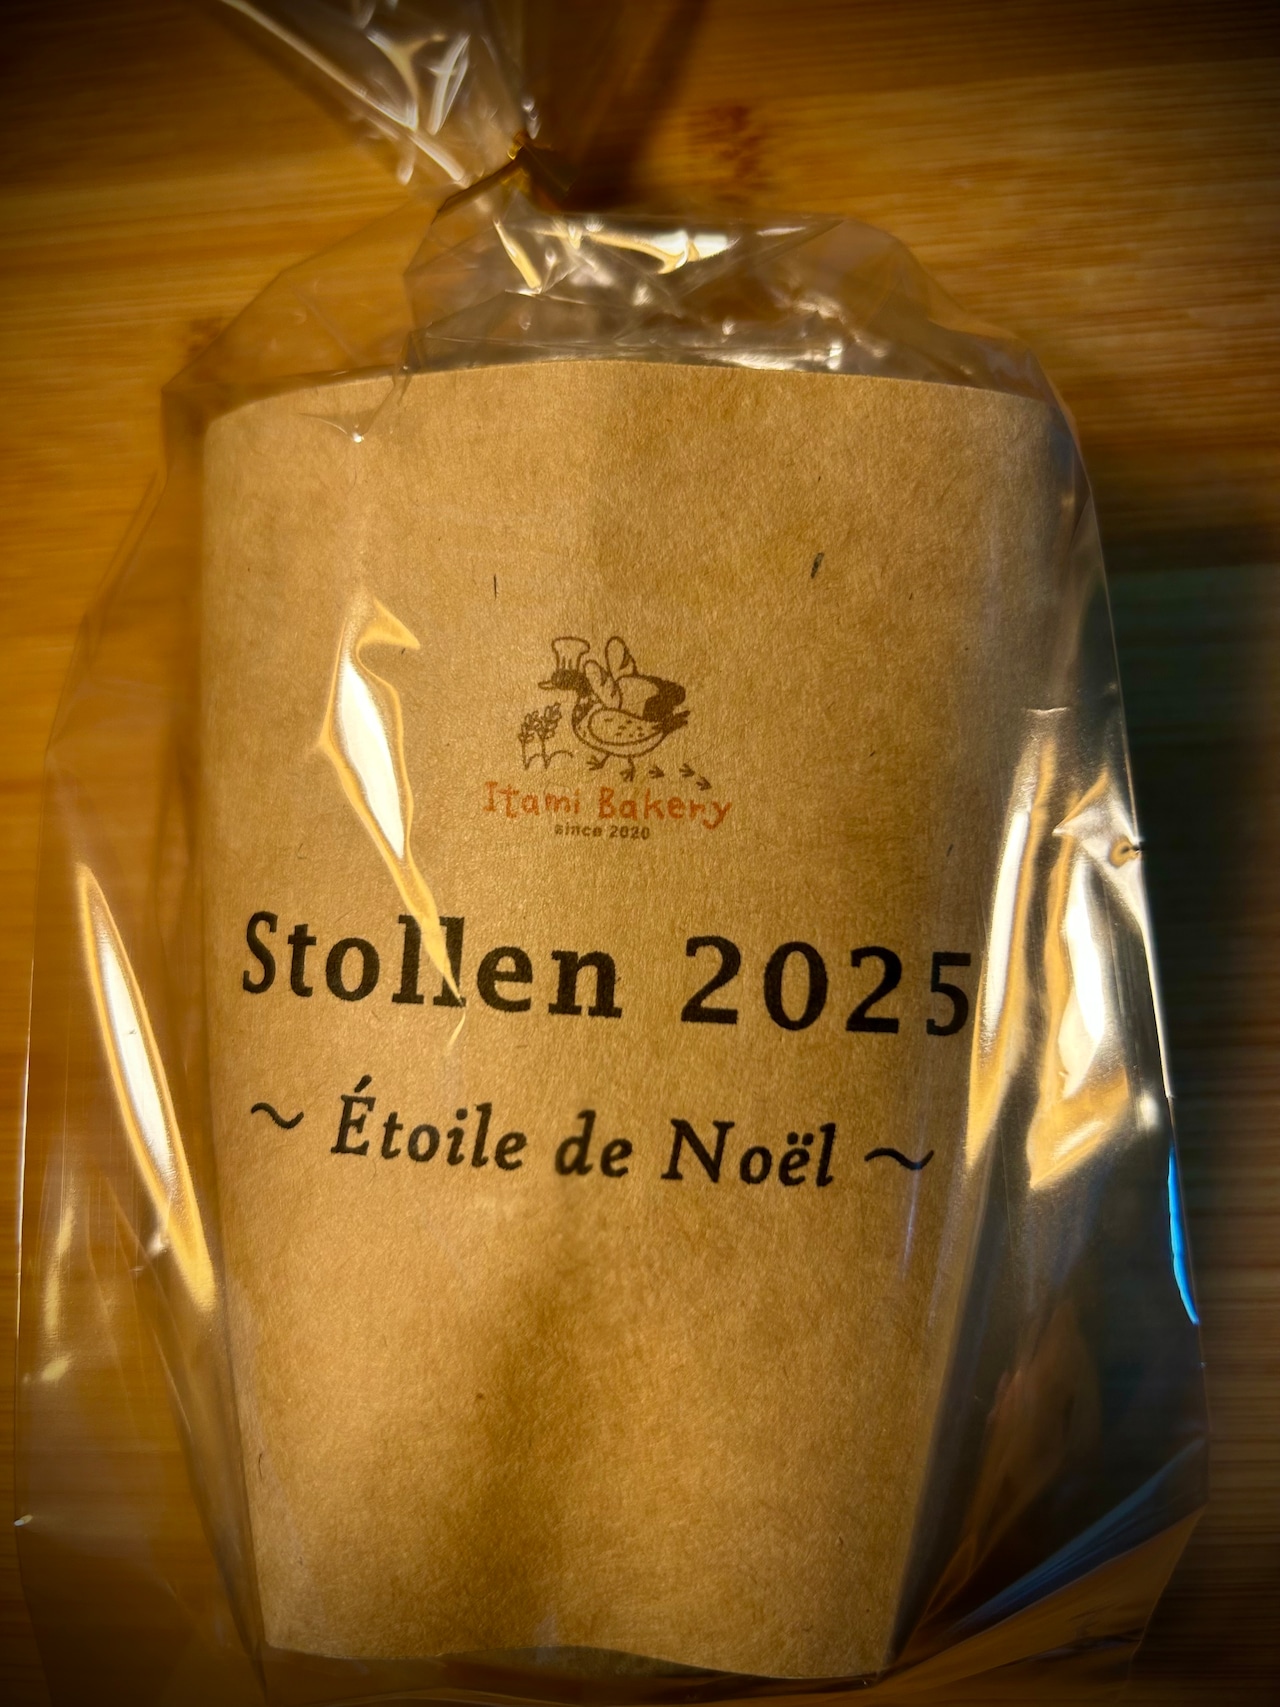 Itami Bakery
since 2020
Stollen 2025
～ Étoile de Noël ～